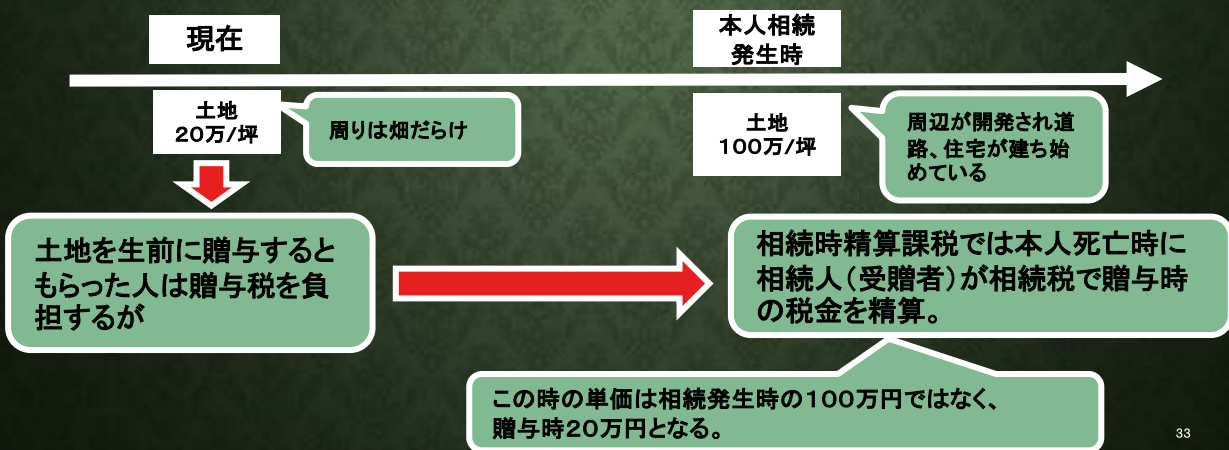 現在
本人相続
発生時
土地
20万/坪
周りは畑だらけ
土地
100万/坪
周辺が開発され道
路、住宅が建ち始
めている
土地を生前に贈与すると
もらった人は贈与税を負
担するが
相続時精算課税では本人死亡時に
相続人(受贈者)が相続税で贈与時
の税金を精算。
この時の単価は相続発生時の100万円ではなく、
贈与時20万円となる。
33